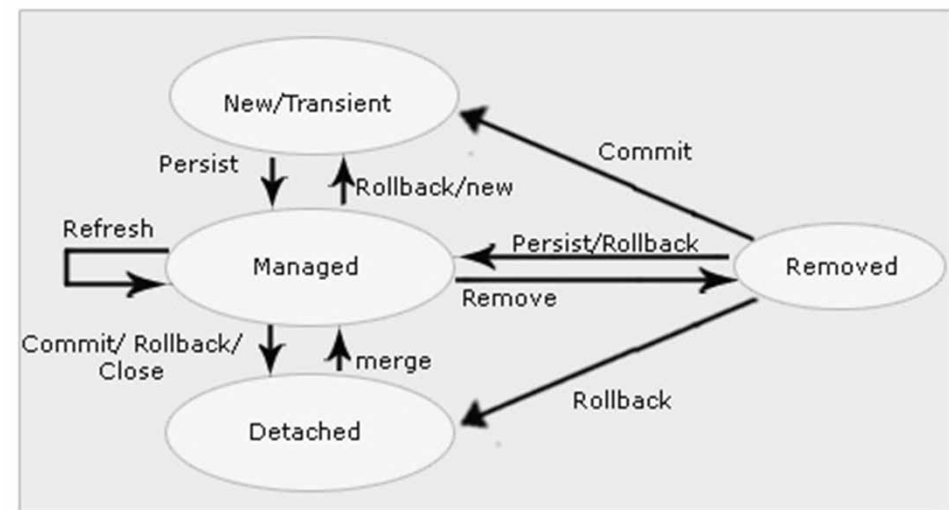 New/Transient
Persist
Rollback/new
Commit
Refresh
Managed
Persist/Rollback
Remove
Removed
Commit/ Rollback/
Close
merge
Rollback
Detached